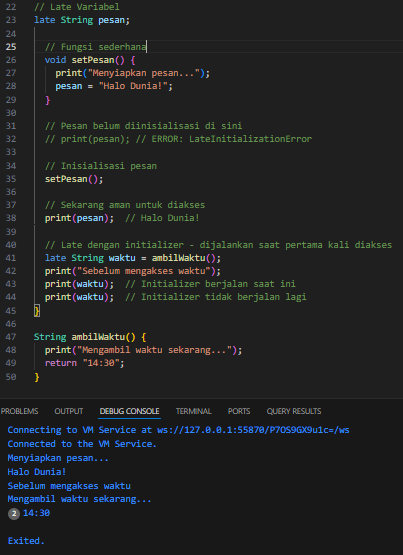 22 // Late Variabel
23 late String pesan;
24
25 // Fungsi sederhana
26 void setPesan() {
27 print("Menyiapkan pesan...");
28 pesan = "Halo Dunia!";
29 }
30
31 // Pesan belum diinisialisasi di sini
32 // print(pesan); // ERROR: LateInitializationError
33
34 // Inisialisasi pesan
35 setPesan();
36
37 // Sekarang aman untuk diakses
38 print(pesan); // Halo Dunia!
39
40 // Late dengan initializer - dijalankan saat pertama kali diakses
41 late String waktu = ambilWaktu();
42 print("Sebelum mengakses waktu");
43 print(waktu); // Initializer berjalan saat ini
44 print(waktu); // Initializer tidak berjalan lagi
45 }
46
47 String ambilWaktu() {
48 print("Mengambil waktu sekarang...");
49 return "14:30";
50 }
PROBLEMS OUTPUT DEBUG CONSOLE TERMINAL PORTS QUERY RESULTS
Connecting to VM Service at ws://127.0.0.1:55870/P7OS9GX9u1c=/ws
Connected to the VM Service.
Menyiapkan pesan...
Halo Dunia!
Sebelum mengakses waktu
Mengambil waktu sekarang...
2 14:30
Exited.